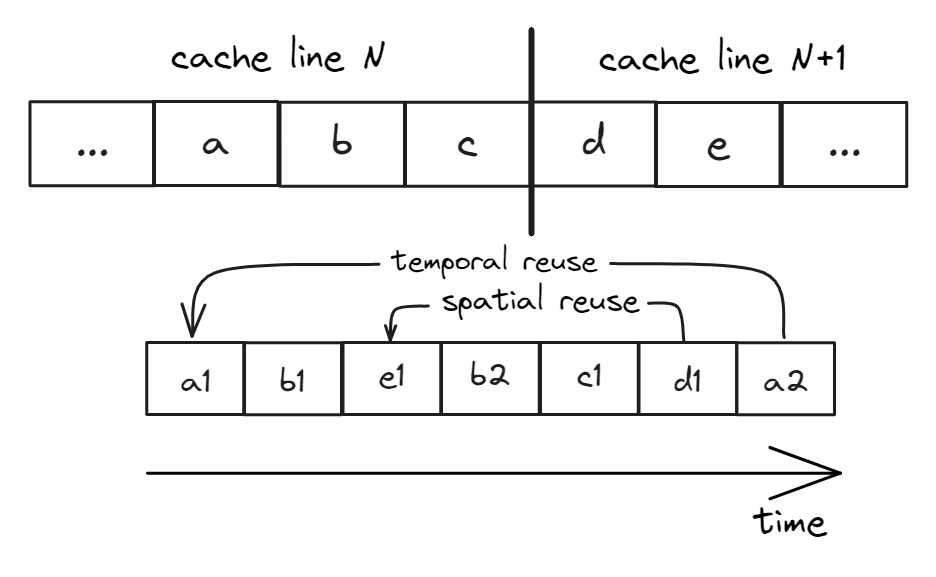 cache line N cache line N+1
... a b c d e ...
temporal reuse
spatial reuse
a1 b1 e1 b2 c1 d1 a2
time